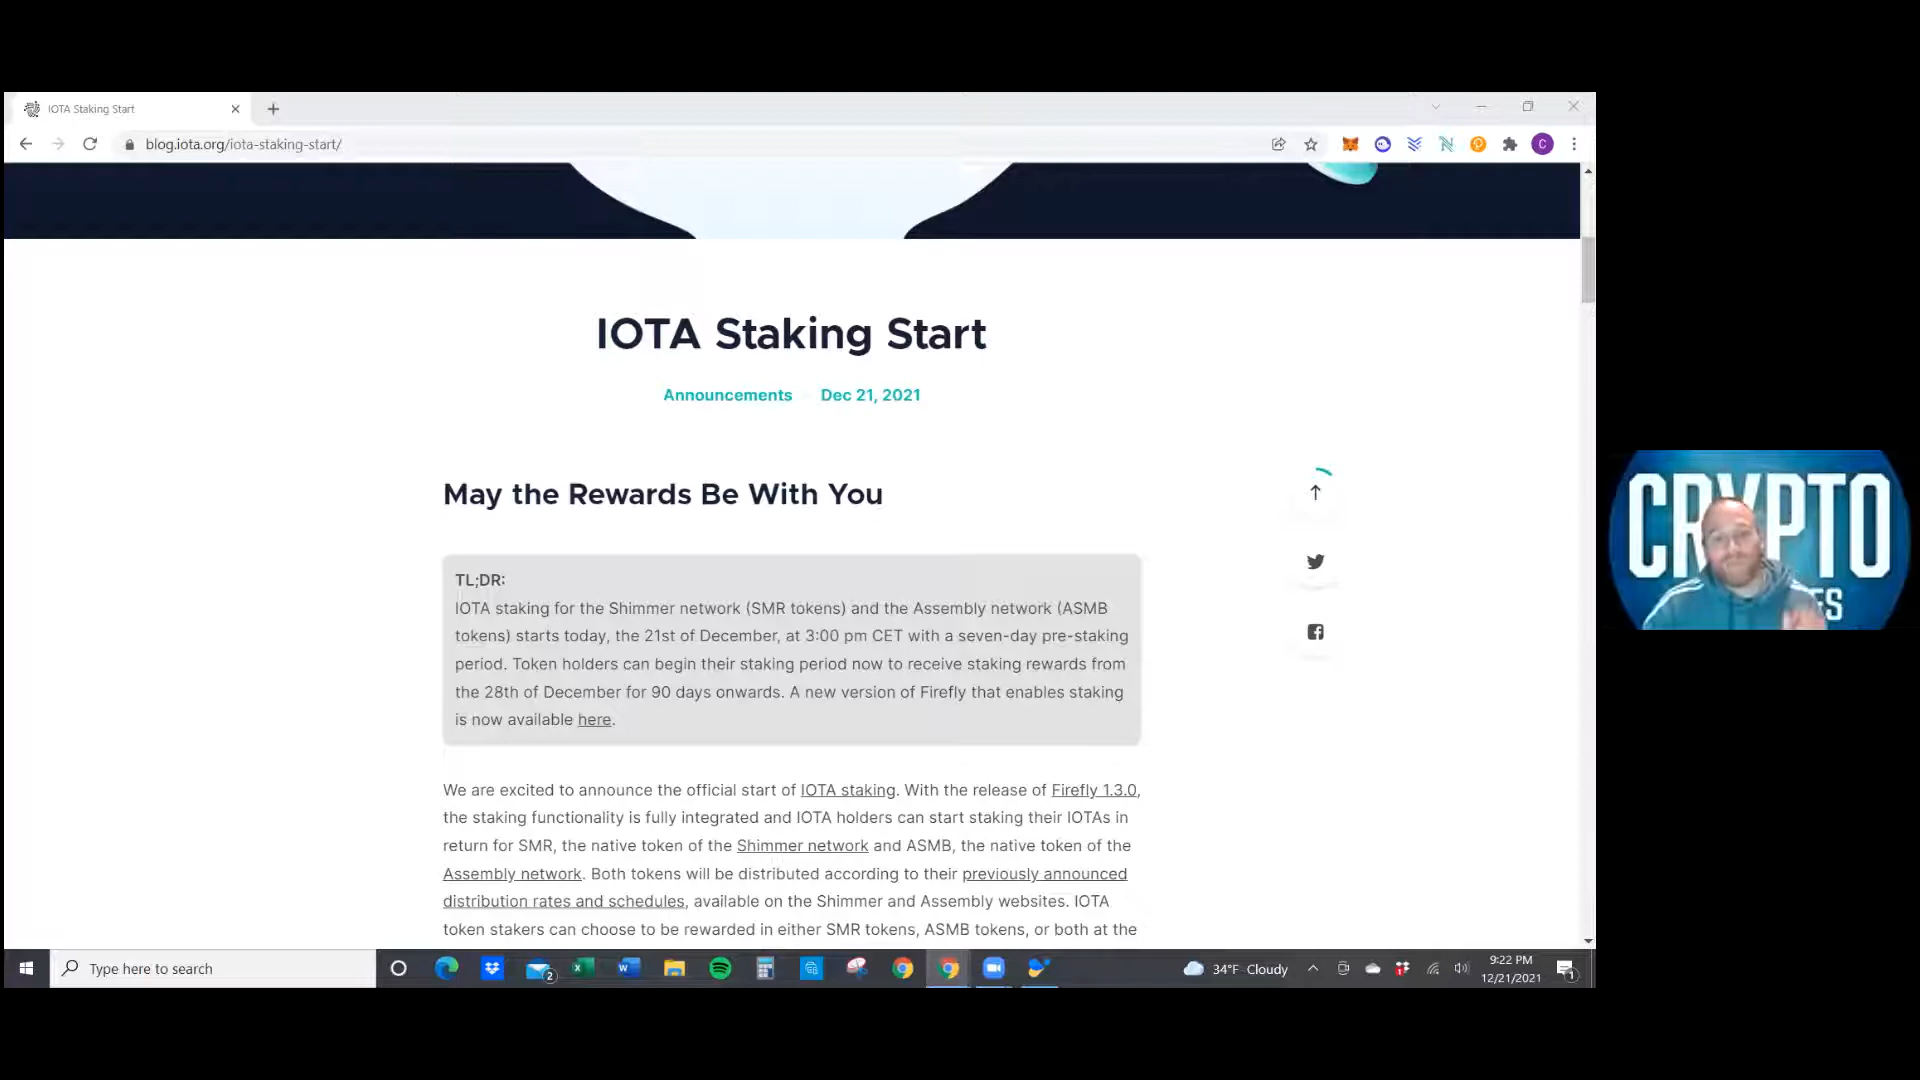 IOTA Staking Start
blog.iota.org/iota-staking-start/
C
IOTA Staking Start
Announcements Dec 21, 2021
May the Rewards Be With You
TL;DR:
IOTA staking for the Shimmer network (SMR tokens) and the Assembly network (ASMB
tokens) starts today, the 21st of December, at 3:00 pm CET with a seven-day pre-staking
period. Token holders can begin their staking period now to receive staking rewards from
the 28th of December for 90 days onwards. A new version of Firefly that enables staking
is now available here.
We are excited to announce the official start of IOTA staking. With the release of Firefly 1.3.0,
the staking functionality is fully integrated and IOTA holders can start staking their IOTAs in
return for SMR, the native token of the Shimmer network and ASMB, the native token of the
Assembly network. Both tokens will be distributed according to their previously announced
distribution rates and schedules, available on the Shimmer and Assembly websites. IOTA
token stakers can choose to be rewarded in either SMR tokens, ASMB tokens, or both at the
CRYPTO
Type here to search
2
34°F Cloudy
9:22 PM
12/21/2021
1